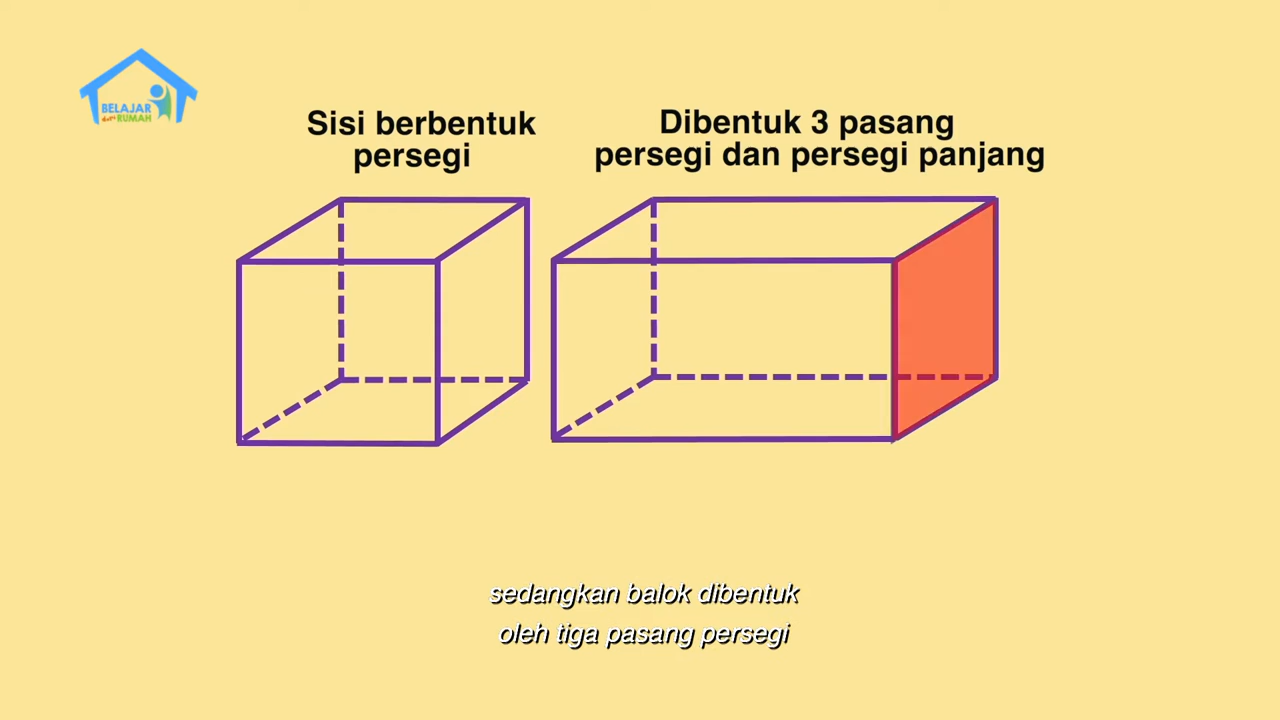 BELAJAR
dari RUMAH
Sisi berbentuk
persegi
Dibentuk 3 pasang
persegi dan persegi panjang
sedangkan balok dibentuk
oleh tiga pasang persegi